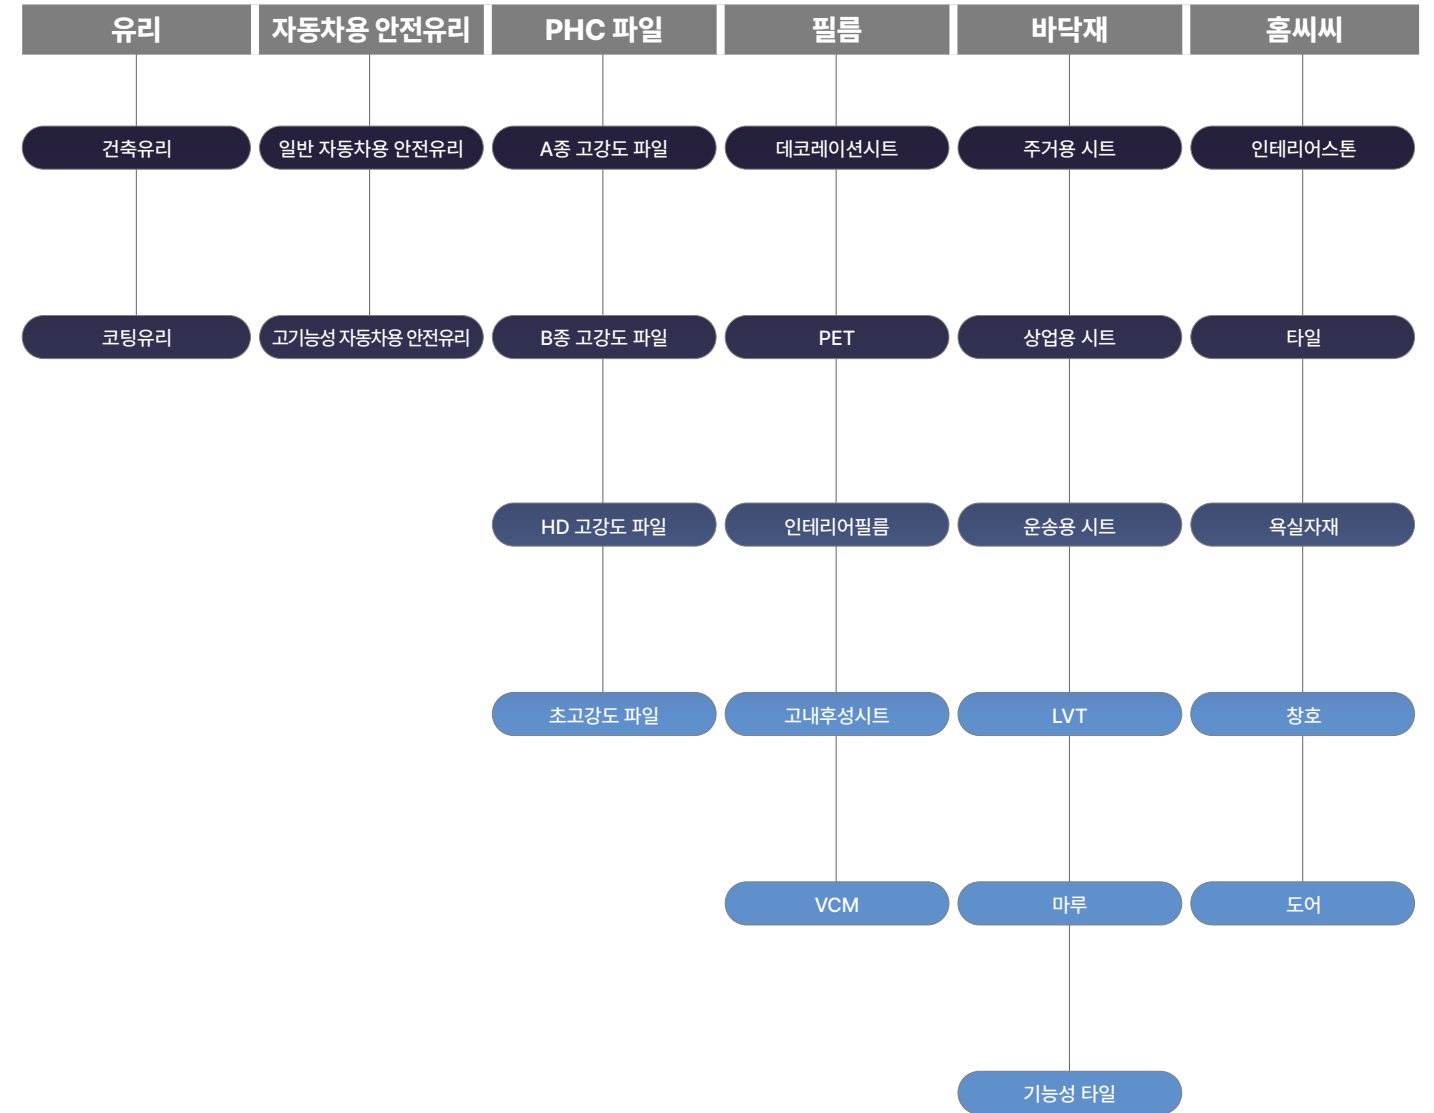 유리
자동차용 안전유리
PHC 파일
필름
바닥재
홈씨씨
건축유리
일반 자동차용 안전유리
A종 고강도 파일
데코레이션시트
주거용 시트
인테리어스톤
코팅유리
고기능성 자동차용 안전유리
B종 고강도 파일
PET
상업용 시트
타일
HD 고강도 파일
인테리어필름
운송용 시트
욕실자재
초고강도 파일
고내후성시트
LVT
창호
VCM
마루
도어
기능성 타일